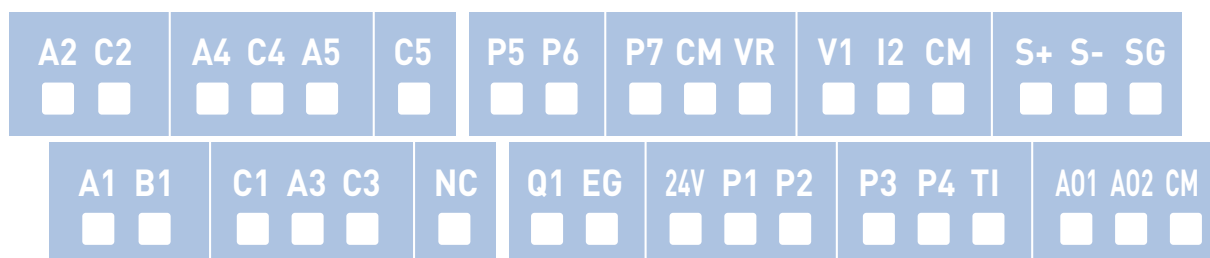 A2 C2 A4 C4 A5 C5 P5 P6 P7 CM VR V1 I2 CM S+ S- SG
A1 B1 C1 A3 C3 NC Q1 EG 24V P1 P2 P3 P4 TI A01 A02 CM